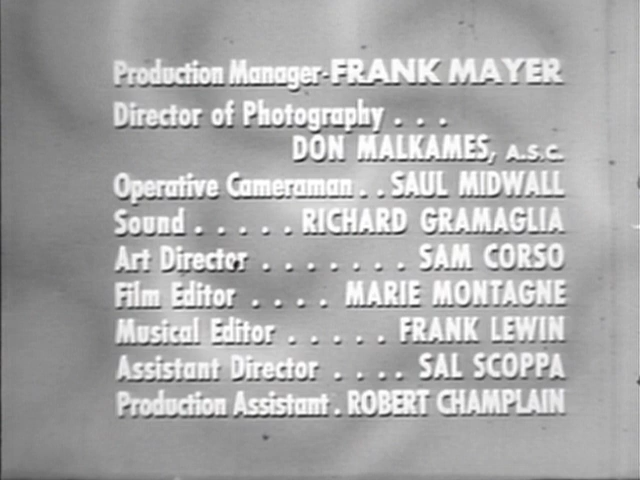 Production Manager-FRANK MAYER
Director of Photography . . .
DON MALKAMES, A.S.C.
Operative Cameraman . . SAUL MIDWALL
Sound . . . . . RICHARD GRAMAGLIA
Art Director . . . . . . . SAM CORSO
Film Editor . . . . MARIE MONTAGNE
Musical Editor . . . . . FRANK LEWIN
Assistant Director . . . . SAL SCOPPA
Production Assistant . ROBERT CHAMPLAIN